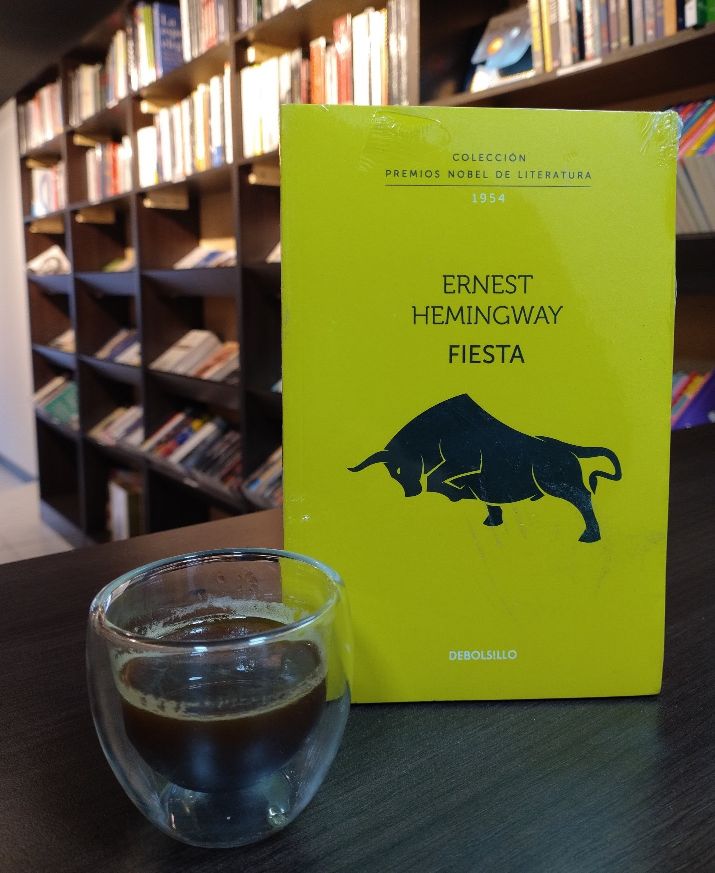 COLECCIÓN
PREMIOS NOBEL DE LITERATURA
1954
ERNEST
HEMINGWAY
FIESTA
DEBOLSILLO